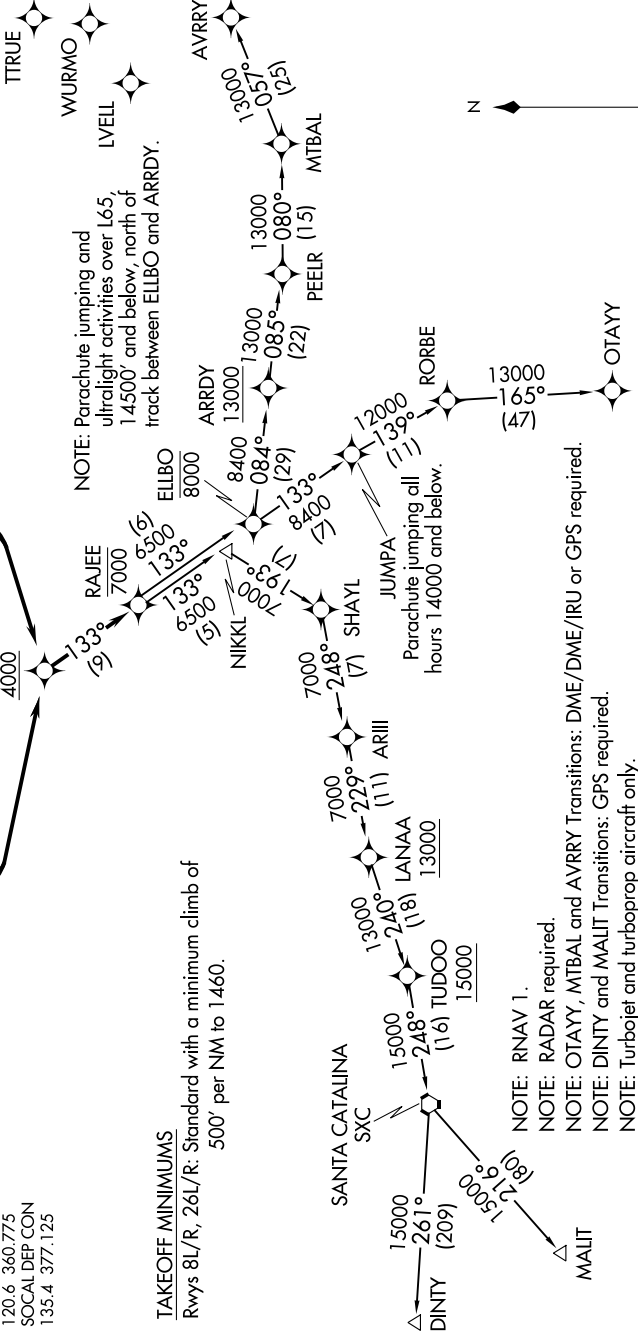 120.6 360.775
SOCAL DEP CON
135.4 377.125
TAKEOFF MINIMUMS
Rwys 8L/R, 26L/R: Standard with a minimum climb of
500' per NM to 1460.
4000
133°
(9)
RAJEE
7000
(6)
6500
133°
133°
6500
(5)
NIKKL
NOTE: Parachute jumping and
ultralight activities over L65,
14500' and below, north of
track between ELLBO and ARRDY.
TTRUE
WURMO
LVELL
ELLBO
8000
8400
084°
(29)
ARRDY
13000
13000
085°
(22)
PEELR
13000
080°
(15)
MTBAL
13000
057°
(25)
AVRRY
133°
8400
(7)
JUMPA
Parachute jumping all
hours 14000 and below.
12000
139°
(11)
RORBE
13000
165°
(47)
OTAYY
N
(7)
193°
7000
SHAYL
7000
248°
(7)
ARIII
7000
229°
(11)
LANAA
13000
13000
240°
(18)
TUDOO
15000
15000
248°
(16)
SANTA CATALINA
SXC
15000
261°
(209)
DINTY
15000
216°
(80)
MALIT
NOTE: RNAV 1.
NOTE: RADAR required.
NOTE: OTAYY, MTBAL and AVRRY Transitions: DME/DME/IRU or GPS required.
NOTE: DINTY and MALIT Transitions: GPS required.
NOTE: Turbojet and turboprop aircraft only.